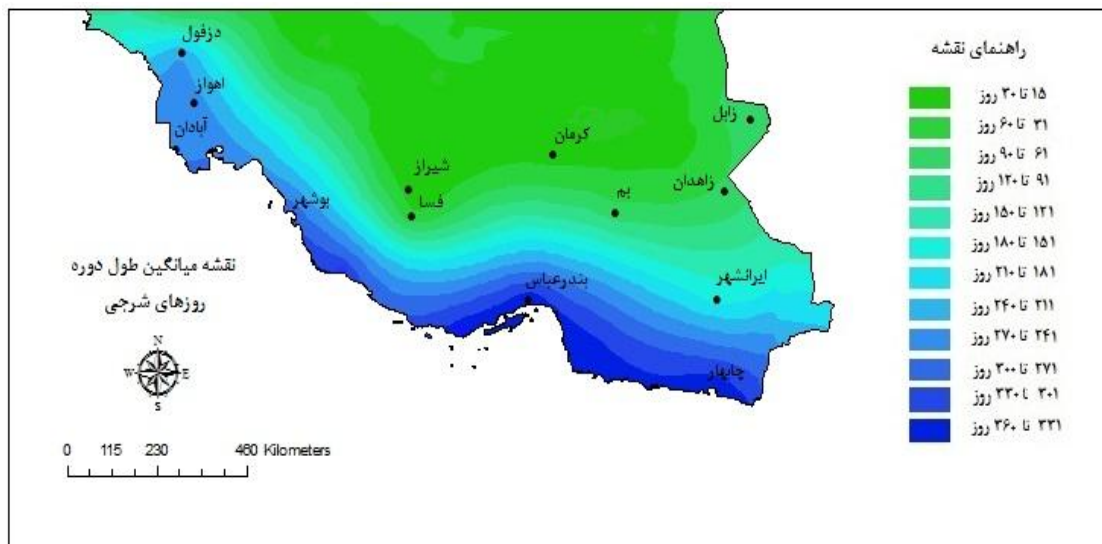 دزفول
اهواز
آبادان
بوشهر
شیراز
فسا
کرمان
بم
زابل
زاهدان
ایرانشهر
بندرعباس
چابهار
راهنمای نقشه
۱۵ تا ۳۰ روز
۳۱ تا ۶۰ روز
۶۱ تا ۹۰ روز
۹۱ تا ۱۲۰ روز
۱۲۱ تا ۱۵۰ روز
۱۵۱ تا ۱۸۰ روز
۱۸۱ تا ۲۱۰ روز
۲۱۱ تا ۲۴۰ روز
۲۴۱ تا ۲۷۰ روز
۲۷۱ تا ۳۰۰ روز
۳۰۱ تا ۳۳۰ روز
۳۳۱ تا ۳۶۰ روز
نقشه میانگین طول دوره
روزهای شرجی
N
W E
S
0 115 230 460 Kilometers